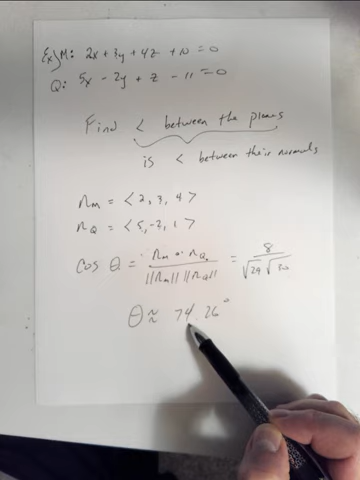 Ex) M: 2x + 3y + 4z + 10 = 0
Q: 5x - 2y + z - 11 = 0
Find < between the planes
is < between their normals
n_M = < 2, 3, 4 >
n_Q = < 5, -2, 1 >
cos θ = n_M • n_Q / ||n_M|| ||n_Q|| = 8 / √29 √30
θ ≈ 74.26°